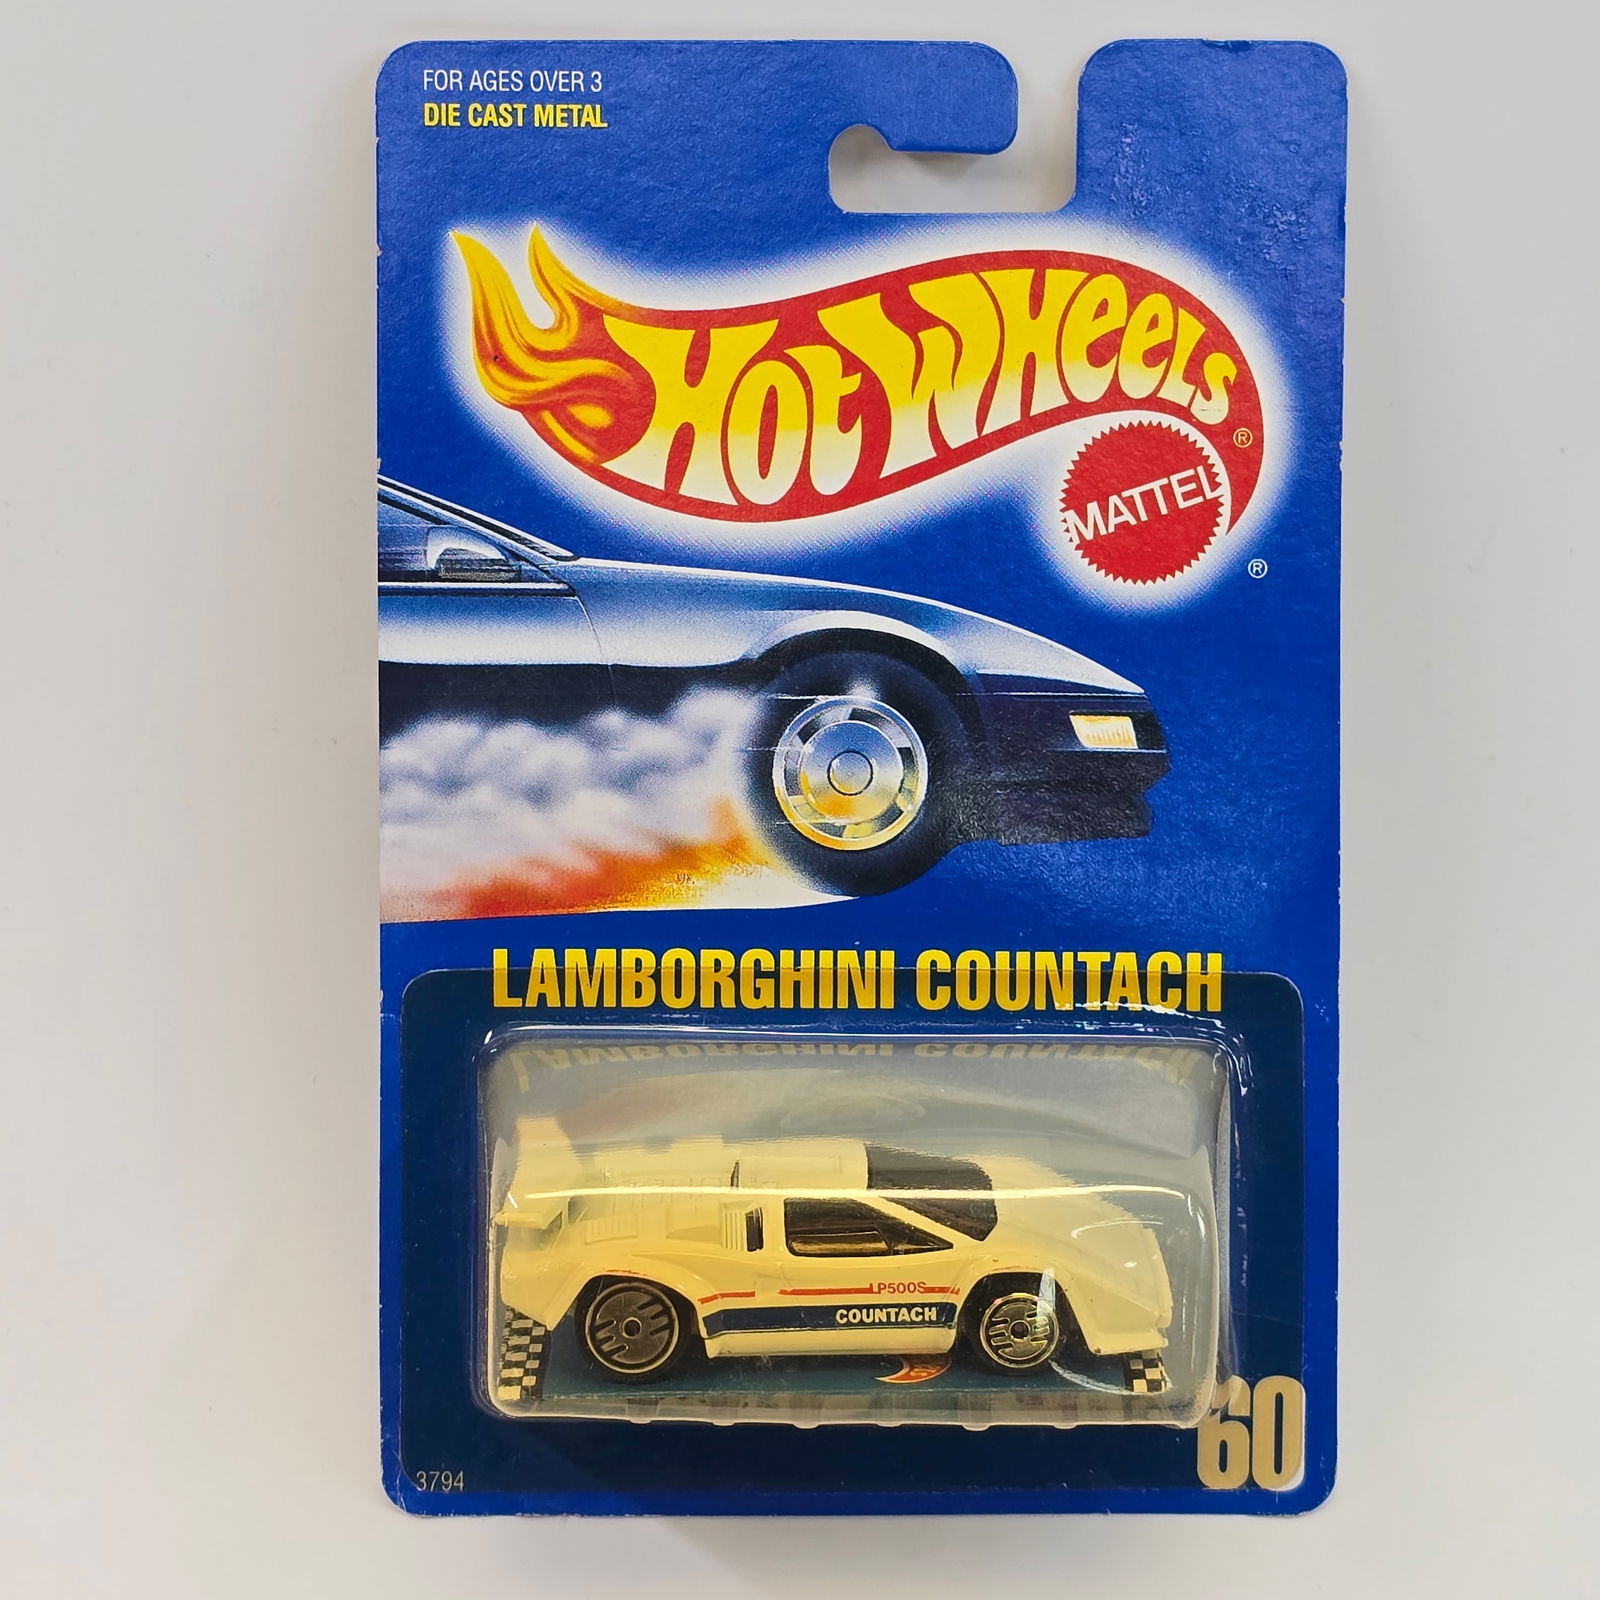 FOR AGES OVER 3
DIE CAST METAL
HOT WHEELS ®
MATTEL
®
LAMBORGHINI COUNTACH
LP500S
COUNTACH
60
3794